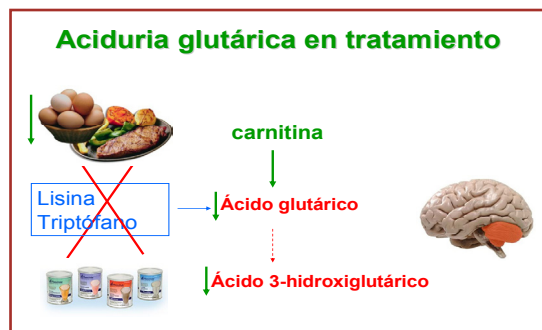 Aciduria glutárica en tratamiento
carnitina
Lisina
Triptófano
Ácido glutárico
Ácido 3-hidroxiglutárico